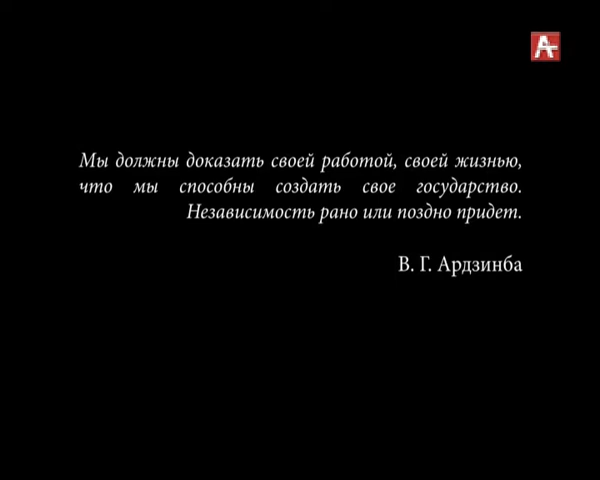 Мы должны доказать своей работой, своей жизнью,
что мы способны создать свое государство.
Независимость рано или поздно придет.
В. Г. Ардзинба